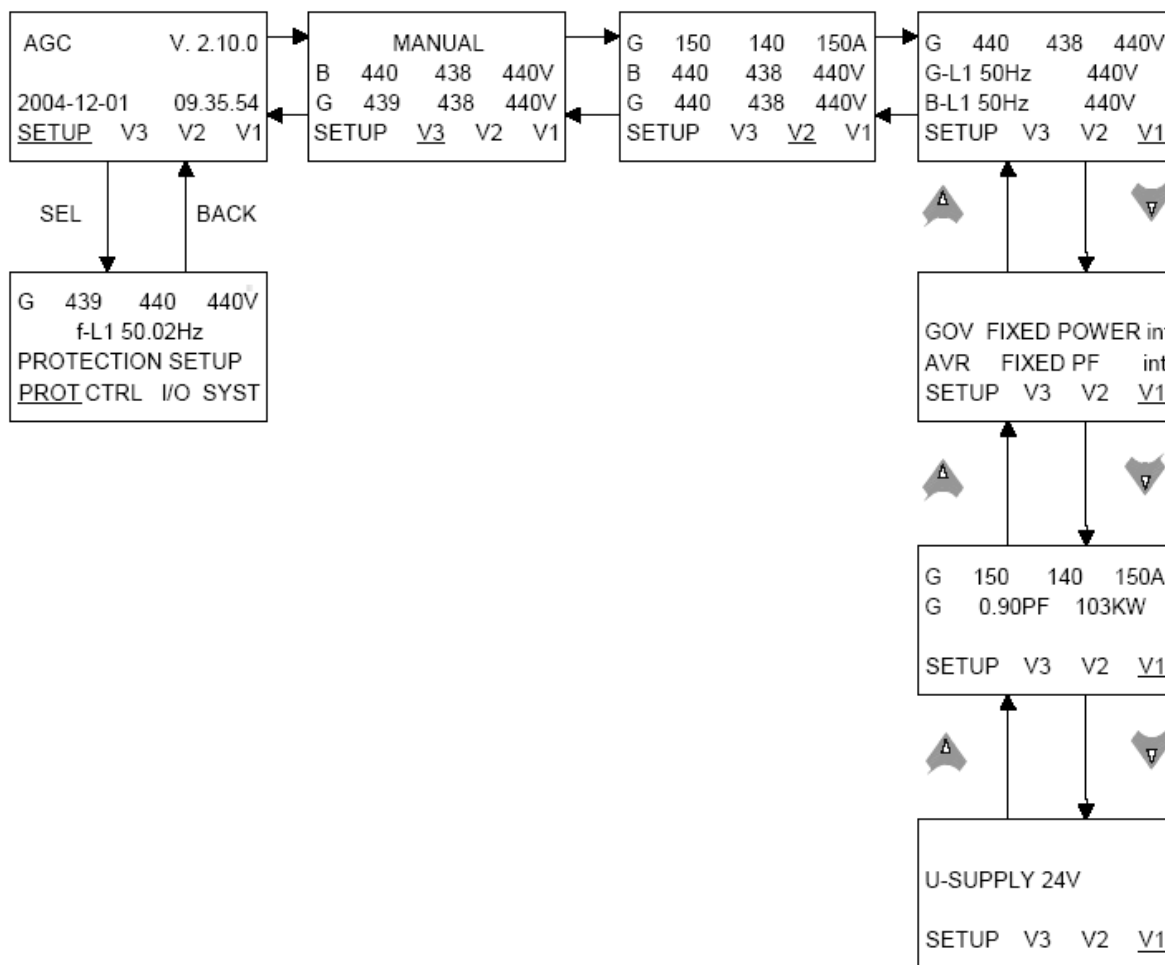 AGC V. 2.10.0
2004-12-01 09.35.54
SETUP V3 V2 V1
MANUAL
B 440 438 440V
G 439 438 440V
SETUP V3 V2 V1
G 150 140 150A
B 440 438 440V
G 440 438 440V
SETUP V3 V2 V1
G 440 438 440V
G-L1 50Hz 440V
B-L1 50Hz 440V
SETUP V3 V2 V1
SEL
BACK
G 439 440 440V
f-L1 50.02Hz
PROTECTION SETUP
PROT CTRL I/O SYST
GOV FIXED POWER int
AVR FIXED PF int
SETUP V3 V2 V1
G 150 140 150A
G 0.90PF 103KW
SETUP V3 V2 V1
U-SUPPLY 24V
SETUP V3 V2 V1